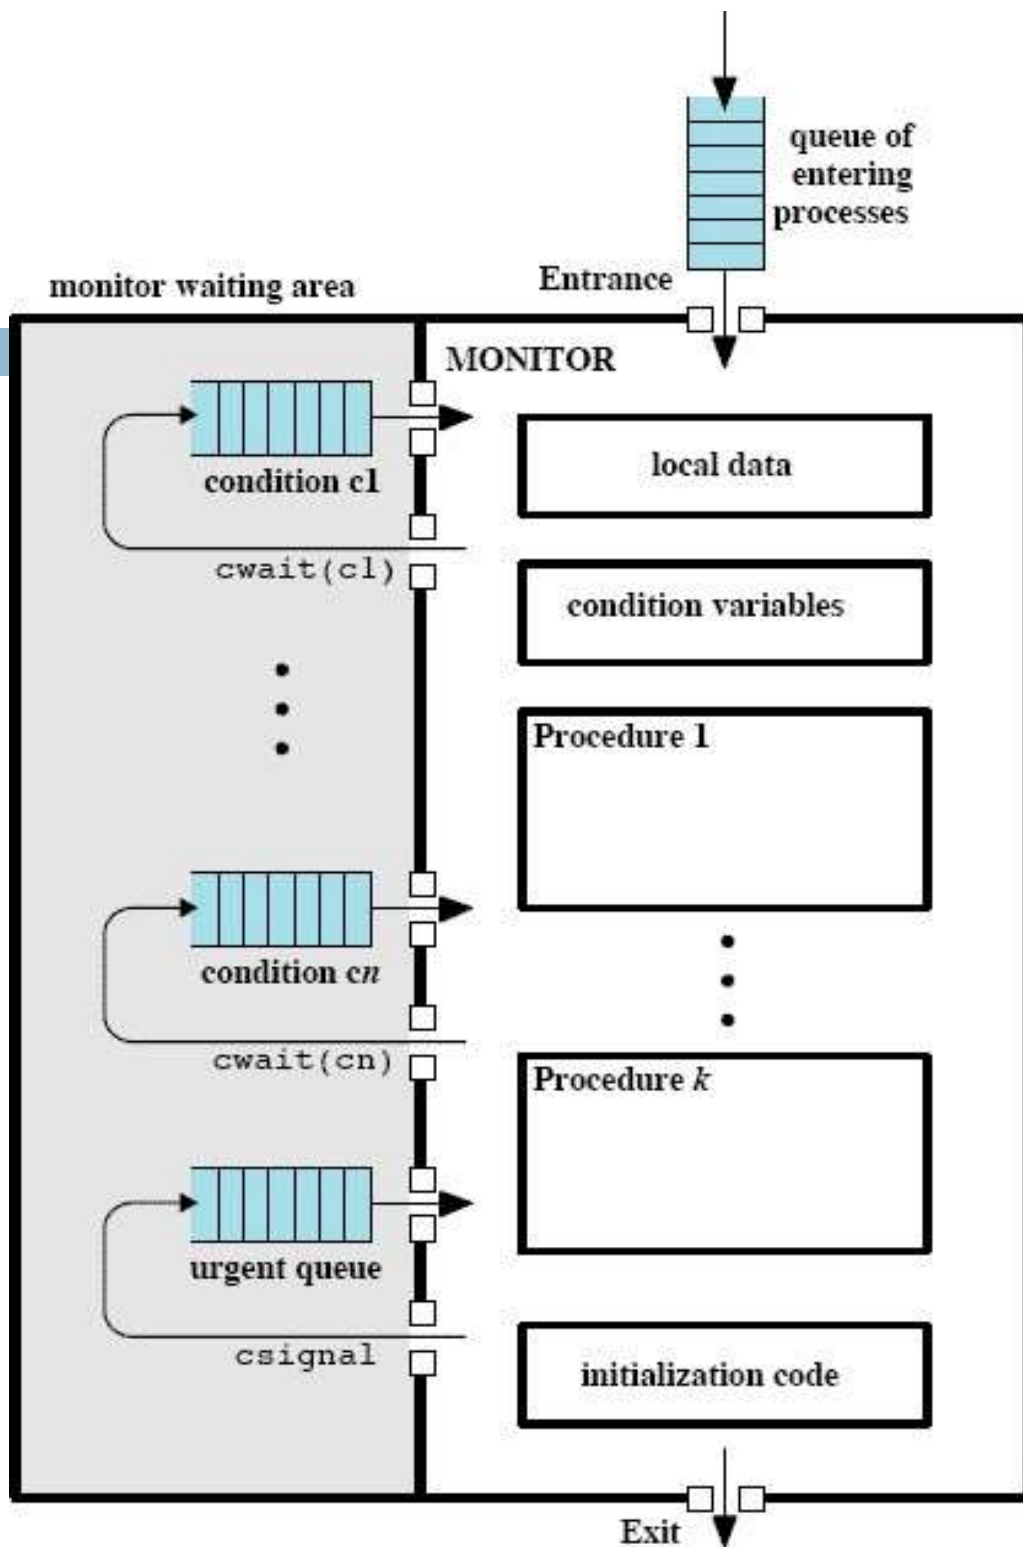 queue of
entering
processes
Entrance
monitor waiting area
MONITOR
condition c1
cwait(c1)
local data
condition variables
Procedure 1
condition cn
cwait(cn)
Procedure k
urgent queue
csignal
initialization code
Exit